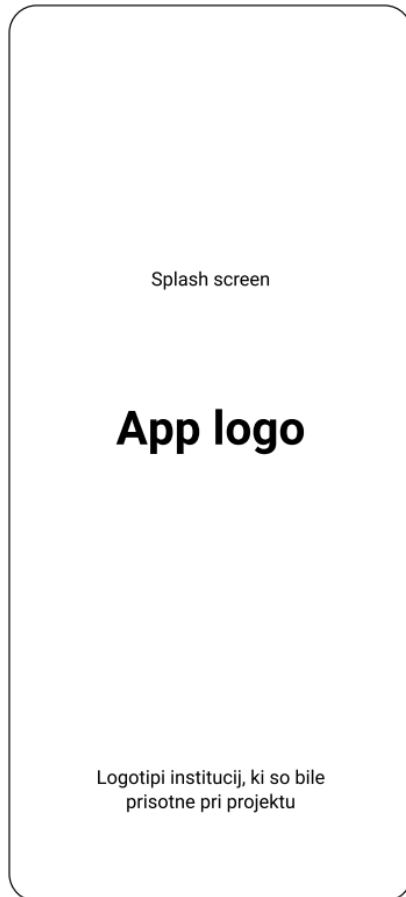 Splash screen
App logo
Logotipi institucij, ki so bile
prisotne pri projektu